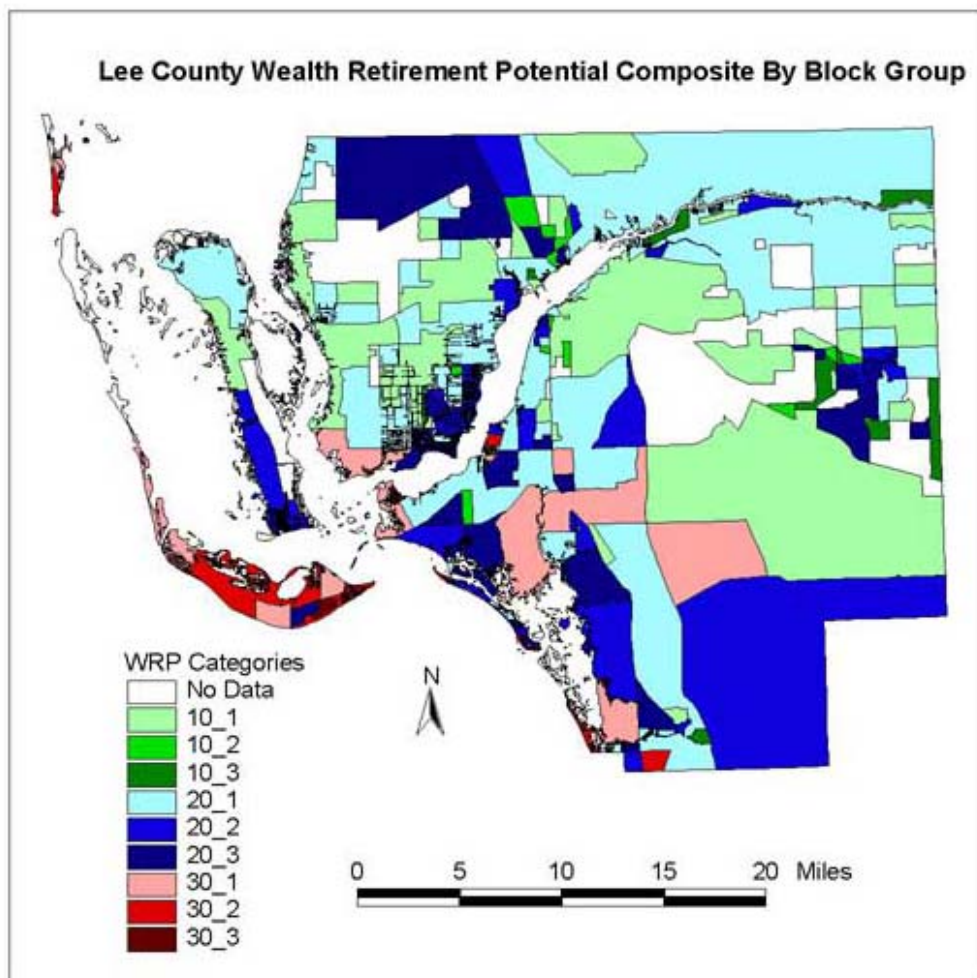 Lee County Wealth Retirement Potential Composite By Block Group
WRP Categories
No Data
10_1
10_2
10_3
20_1
20_2
20_3
30_1
30_2
30_3
N
0 5 10 15 20 Miles